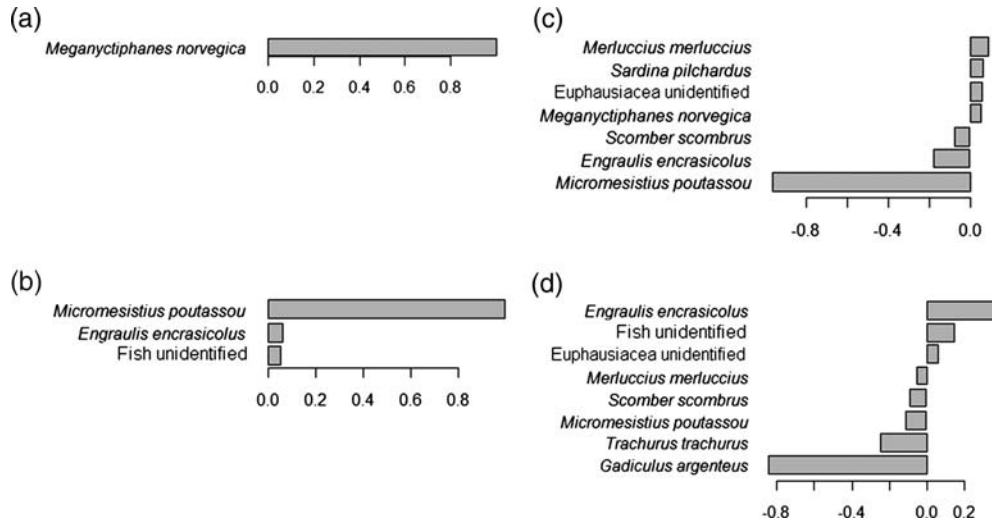 (a)
Meganyctiphanes norvegica
0.0 0.2 0.4 0.6 0.8
(b)
Micromesistius poutassou
Engraulis encrasicolus
Fish unidentified
0.0 0.2 0.4 0.6 0.8
(c)
Merluccius merluccius
Sardina pilchardus
Euphausiacea unidentified
Meganyctiphanes norvegica
Scomber scombrus
Engraulis encrasicolus
Micromesistius poutassou
-0.8 -0.4 0.0
(d)
Engraulis encrasicolus
Fish unidentified
Euphausiacea unidentified
Merluccius merluccius
Scomber scombrus
Micromesistius poutassou
Trachurus trachurus
Gadiculus argenteus
-0.8 -0.4 0.0 0.2